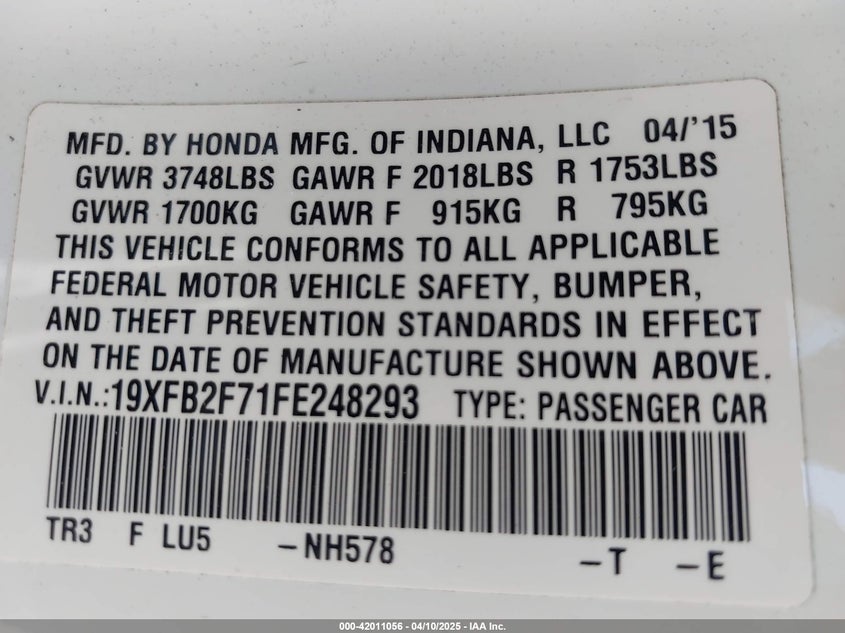 MFD. BY HONDA MFG. OF INDIANA, LLC 04/'15
GVWR 3748LBS GAWR F 2018LBS R 1753LBS
GVWR 1700KG GAWR F 915KG R 795KG
THIS VEHICLE CONFORMS TO ALL APPLICABLE
FEDERAL MOTOR VEHICLE SAFETY, BUMPER,
AND THEFT PREVENTION STANDARDS IN EFFECT
ON THE DATE OF MANUFACTURE SHOWN ABOVE.
V.I.N.:19XFB2F71FE248293 TYPE: PASSENGER CAR
TR3 F LU5 -NH578 -T -E
000-42011056 - 04/10/2025 - IAA Inc.